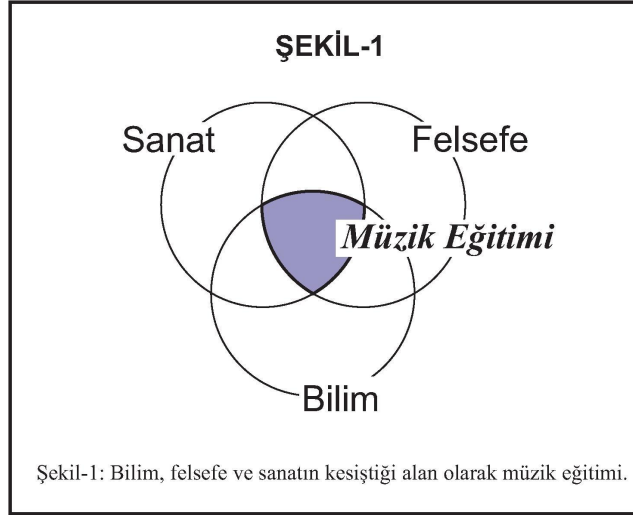 ŞEKİL-1
Sanat
Felsefe
Müzik Eğitimi
Bilim
Şekil-1: Bilim, felsefe ve sanatın kesiştiği alan olarak müzik eğitimi.